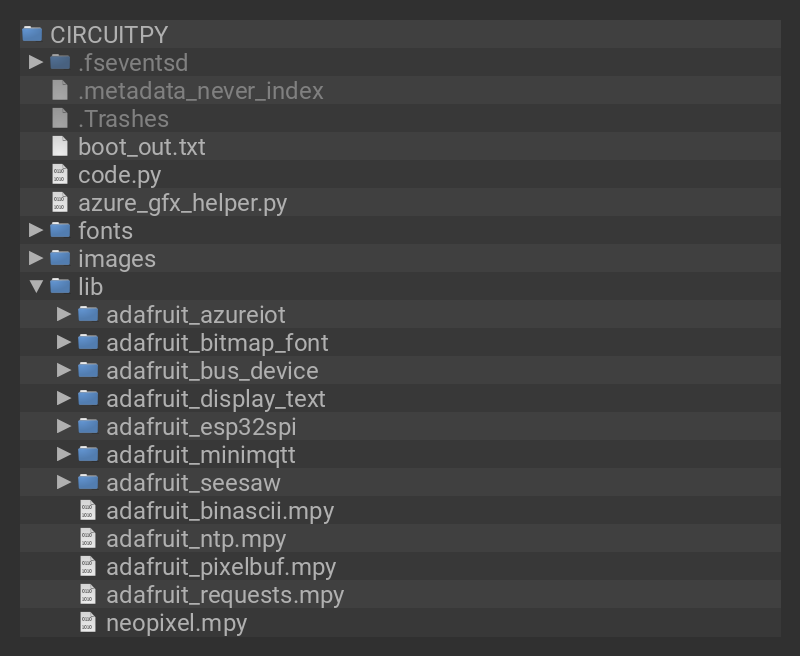 CIRCUITPY
.fseventsd
.metadata_never_index
.Trashes
boot_out.txt
code.py
azure_gfx_helper.py
fonts
images
lib
adafruit_azureiot
adafruit_bitmap_font
adafruit_bus_device
adafruit_display_text
adafruit_esp32spi
adafruit_minimqtt
adafruit_seesaw
adafruit_binascii.mpy
adafruit_ntp.mpy
adafruit_pixelbuf.mpy
adafruit_requests.mpy
neopixel.mpy